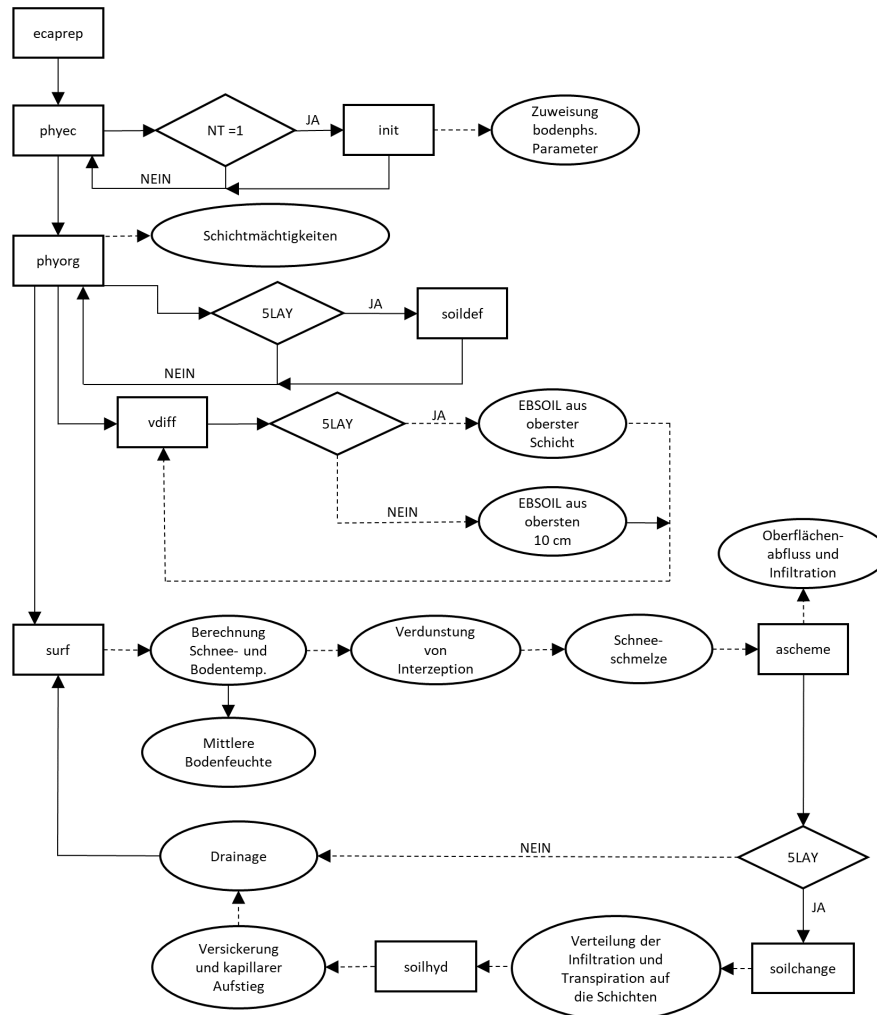 ecaprep
phyec
NT =1
JA
init
Zuweisung
bodenphs.
Parameter
NEIN
phyorg
Schichtmächtigkeiten
5LAY
JA
soildef
NEIN
vdiff
5LAY
JA
EBSOIL aus
oberster
Schicht
NEIN
EBSOIL aus
obersten
10 cm
Oberflächen-
abfluss und
Infiltration
surf
Berechnung
Schnee- und
Bodentemp.
Verdunstung
von
Interzeption
Schnee-
schmelze
ascheme
Mittlere
Bodenfeuchte
Drainage
NEIN
5LAY
JA
Versickerung
und kapillarer
Aufstieg
soilhyd
Verteilung der
Infiltration und
Transpiration auf
die Schichten
soilchange